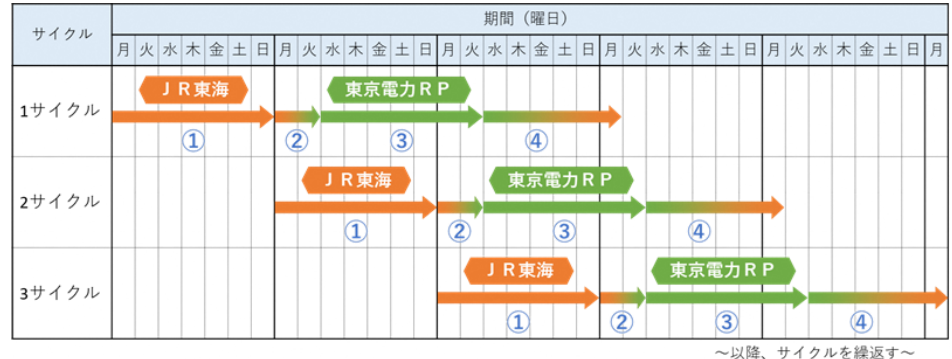 サイクル
期間（曜日）
月 火 水 木 金 土 日 月 火 水 木 金 土 日 月 火 水 木 金 土 日 月 火 水 木 金 土 日 月 火 水 木 金 土 日 月
1サイクル
ＪＲ東海
東京電力ＲＰ
① ② ③ ④
2サイクル
ＪＲ東海
東京電力ＲＰ
① ② ③ ④
3サイクル
ＪＲ東海
東京電力ＲＰ
① ② ③ ④
～以降、サイクルを繰返す～